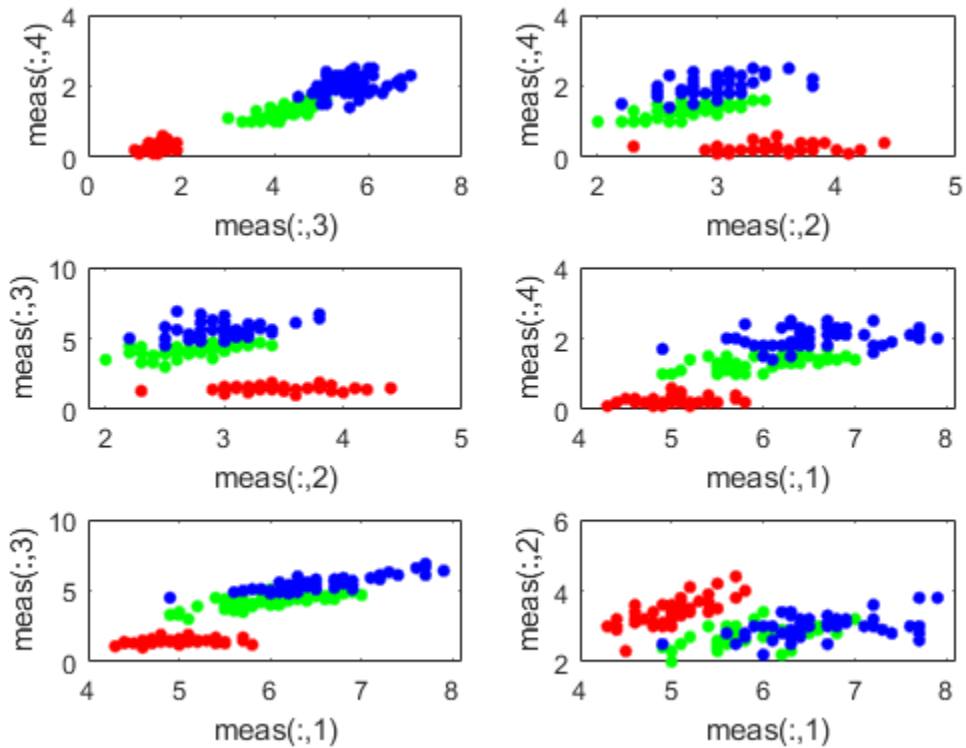 4 2 0
meas(:,4)
0 2 4 6 8
meas(:,3)
4 2 0
meas(:,4)
2 3 4 5
meas(:,2)
10 5 0
meas(:,3)
2 3 4 5
meas(:,2)
4 2 0
meas(:,4)
4 5 6 7 8
meas(:,1)
10 5 0
meas(:,3)
4 5 6 7 8
meas(:,1)
6 4 2
meas(:,2)
4 5 6 7 8
meas(:,1)